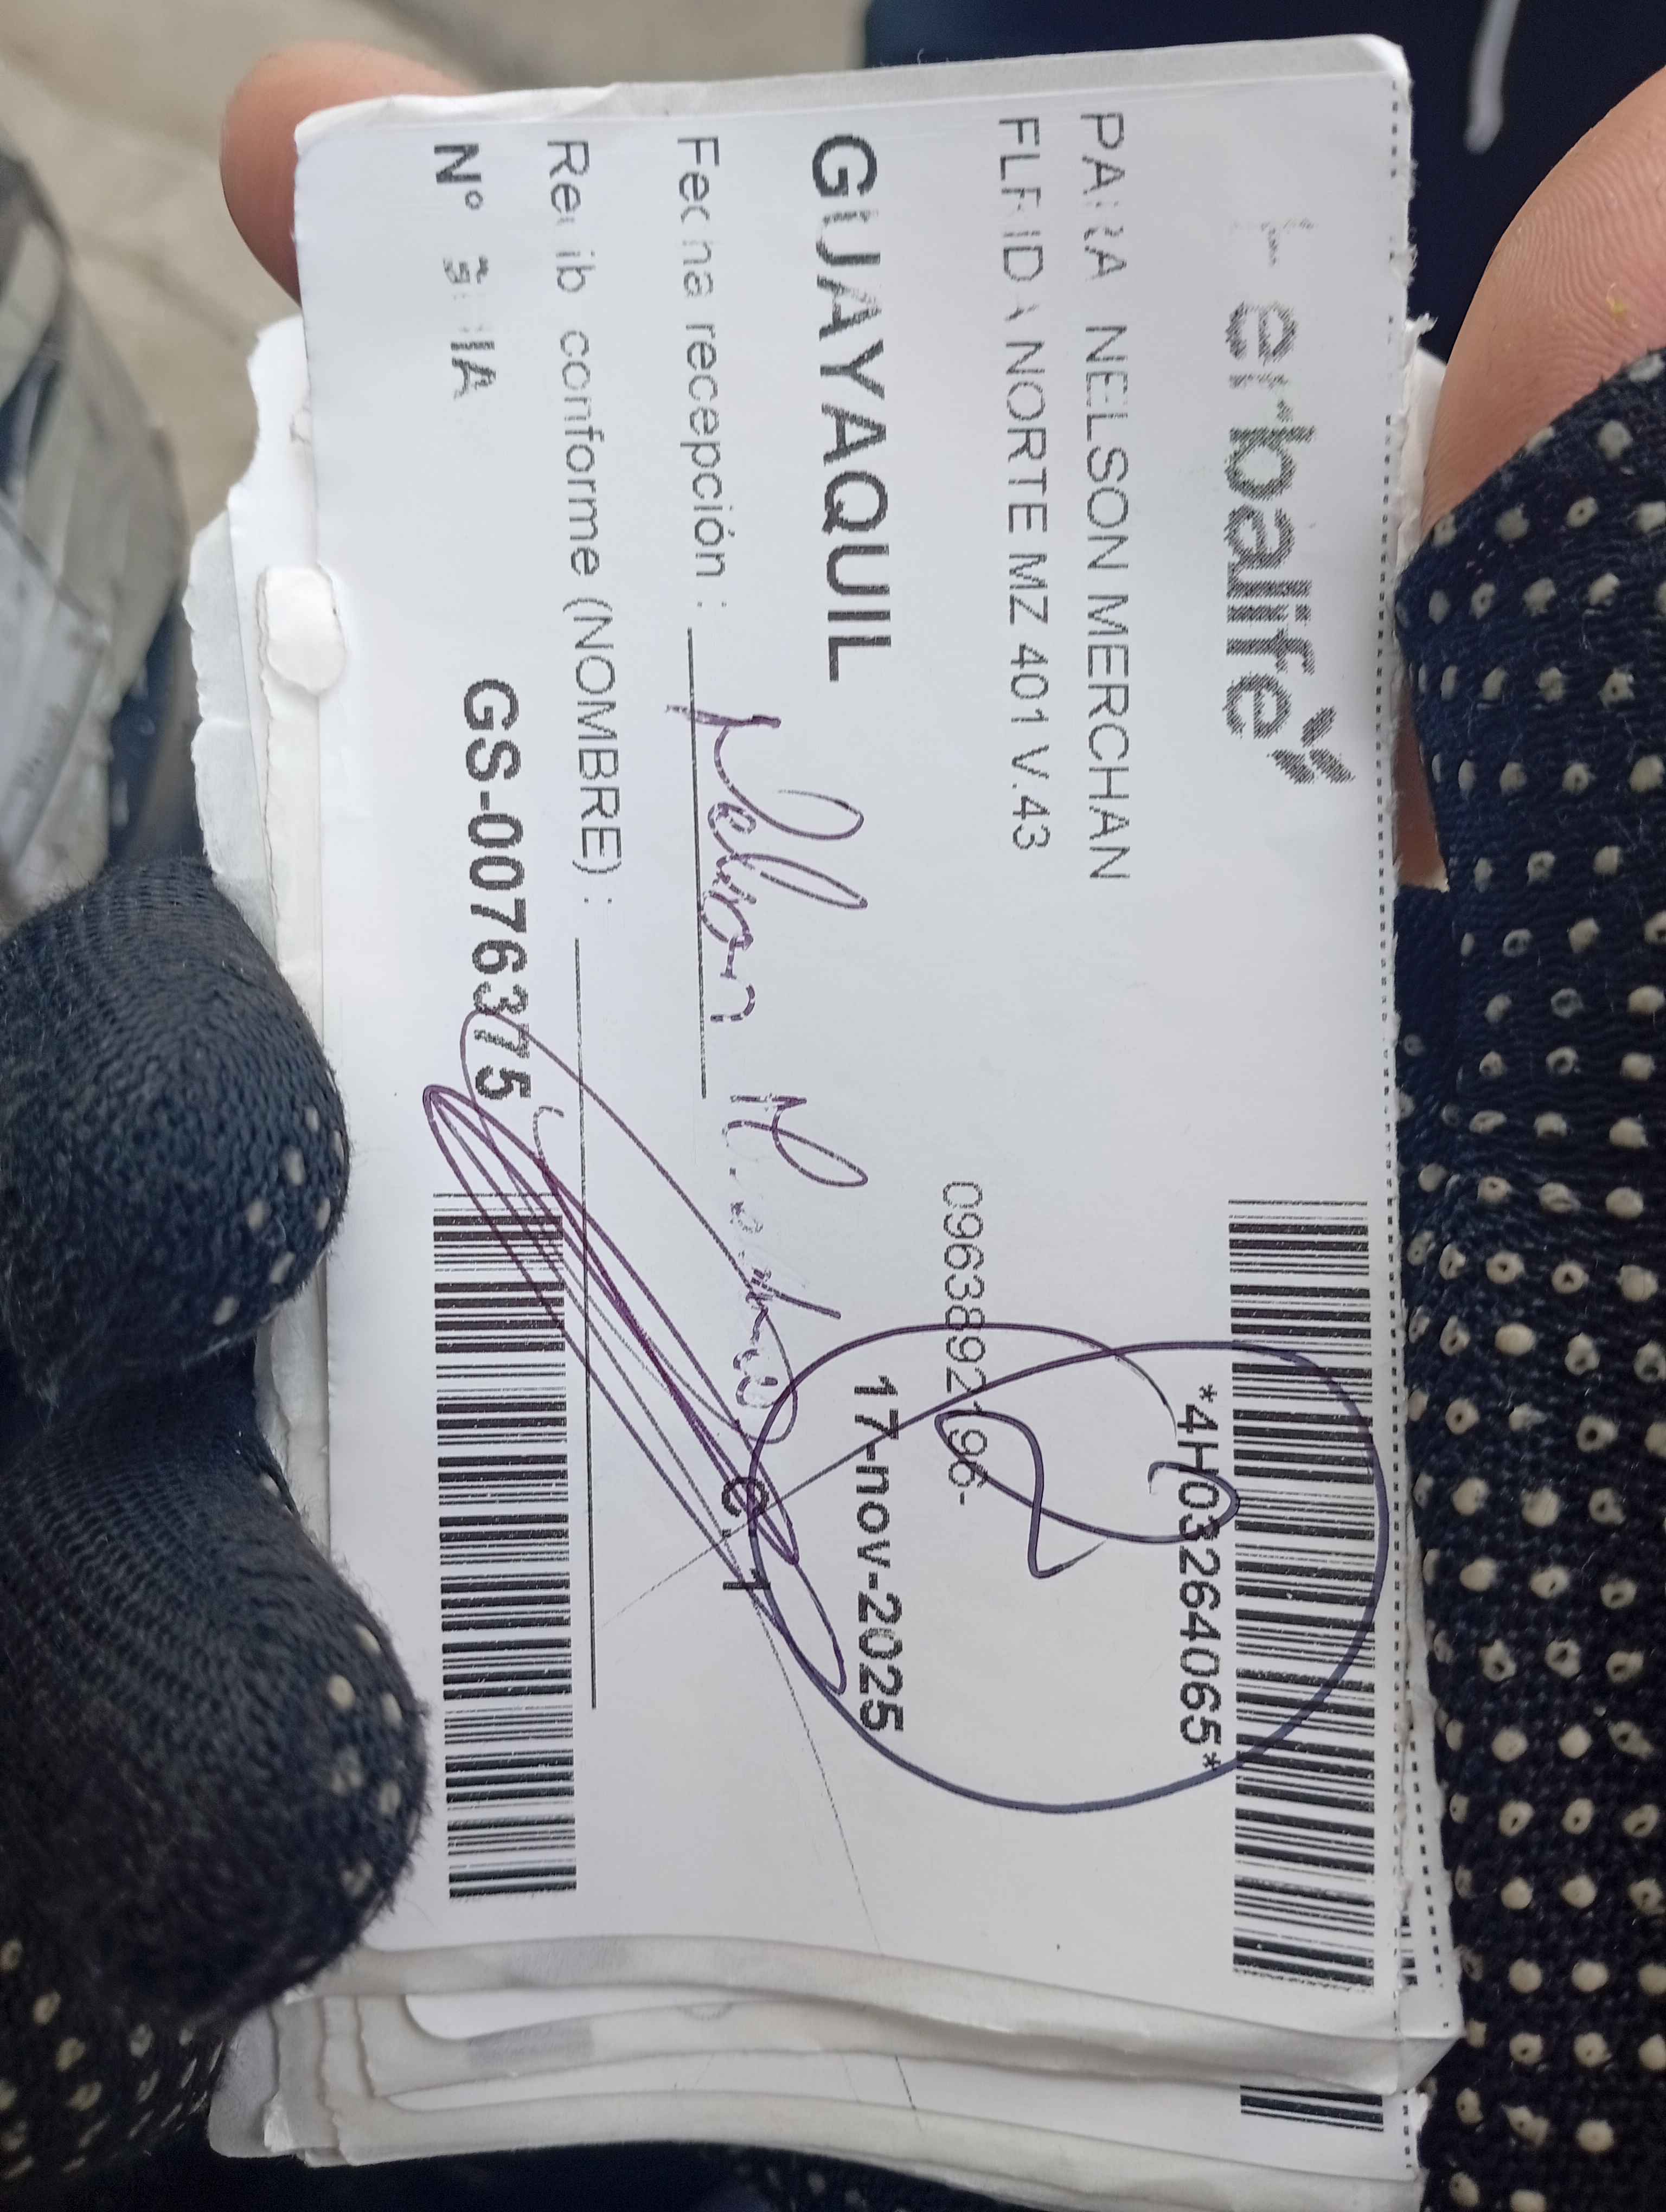 erbalife
*4H03264065*
PARA NELSON MERCHAN
FLRIDA NORTE MZ 401 V.43
GUAYAQUIL
17-nov-2025
Fecha recepción :
Nelson
Recib conforme (NOMBRE) :
N°
GS-0076375